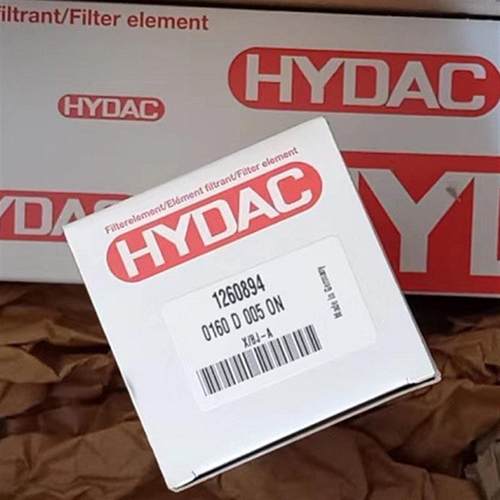 filtrant/Filter element
HYDAC
HYDAC
HYDAC
HY
Filterelement/Elément filtrant/Filter element
HYDAC
1260894
0160 D 005 ON
X/BJ-A
Made in Germany